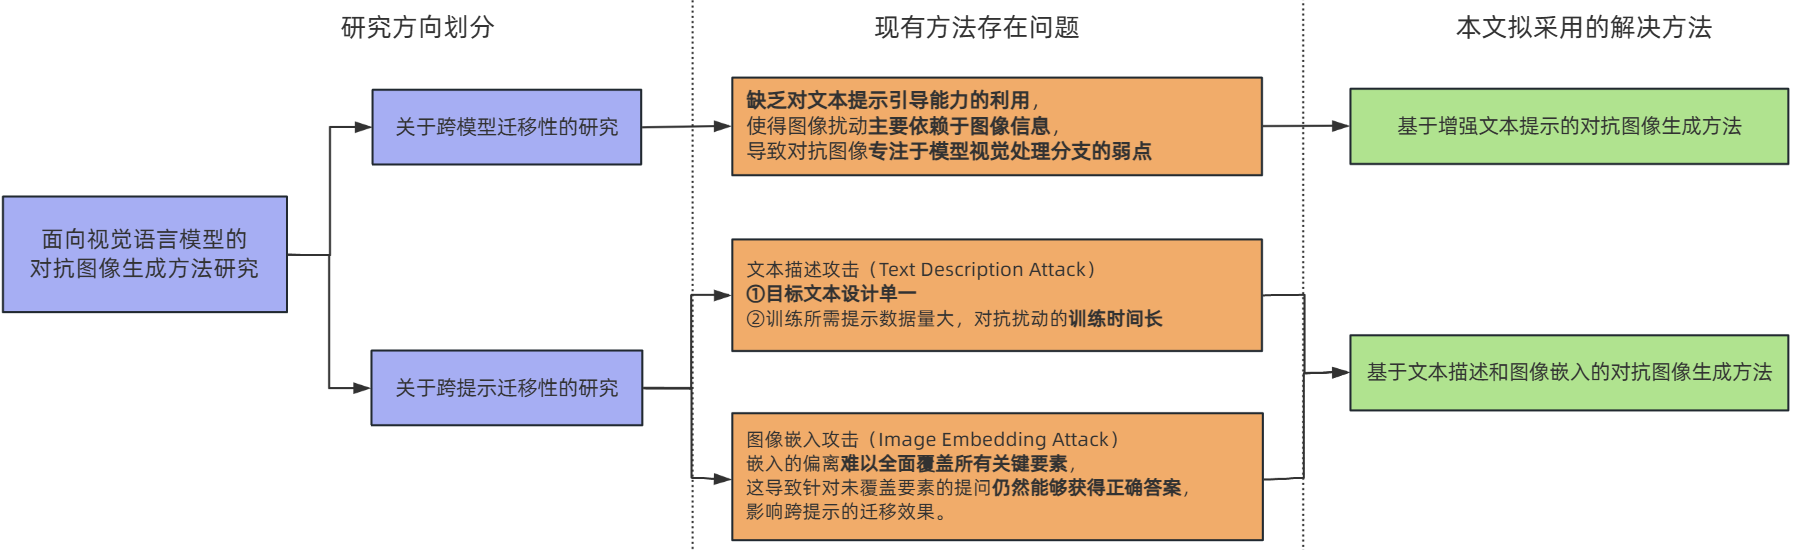 研究方向划分
现有方法存在问题
本文拟采用的解决方法
面向视觉语言模型的
对抗图像生成方法研究
关于跨模型迁移性的研究
缺乏对文本提示引导能力的利用，
使得图像扰动主要依赖于图像信息，
导致对抗图像专注于模型视觉处理分支的弱点
基于增强文本提示的对抗图像生成方法
关于跨提示迁移性的研究
文本描述攻击（Text Description Attack）
①目标文本设计单一
②训练所需提示数据量大，对抗扰动的训练时间长
图像嵌入攻击（Image Embedding Attack）
嵌入的偏离难以全面覆盖所有关键要素，
这导致针对未覆盖要素的提问仍然能够获得正确答案，
影响跨提示的迁移效果。
基于文本描述和图像嵌入的对抗图像生成方法